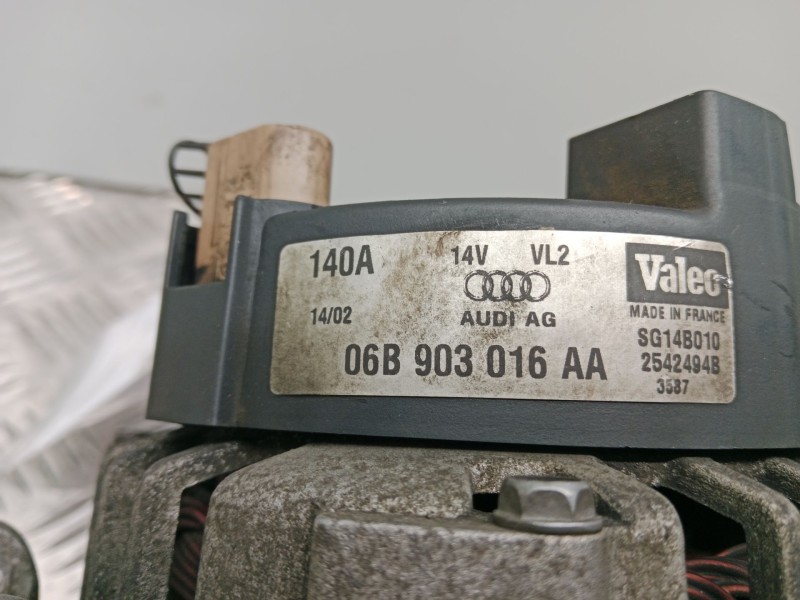 140A 14V VL2
Valeo
MADE IN FRANCE
14/02 AUDI AG
SG14B010
06B 903 016 AA
2542494B
3587